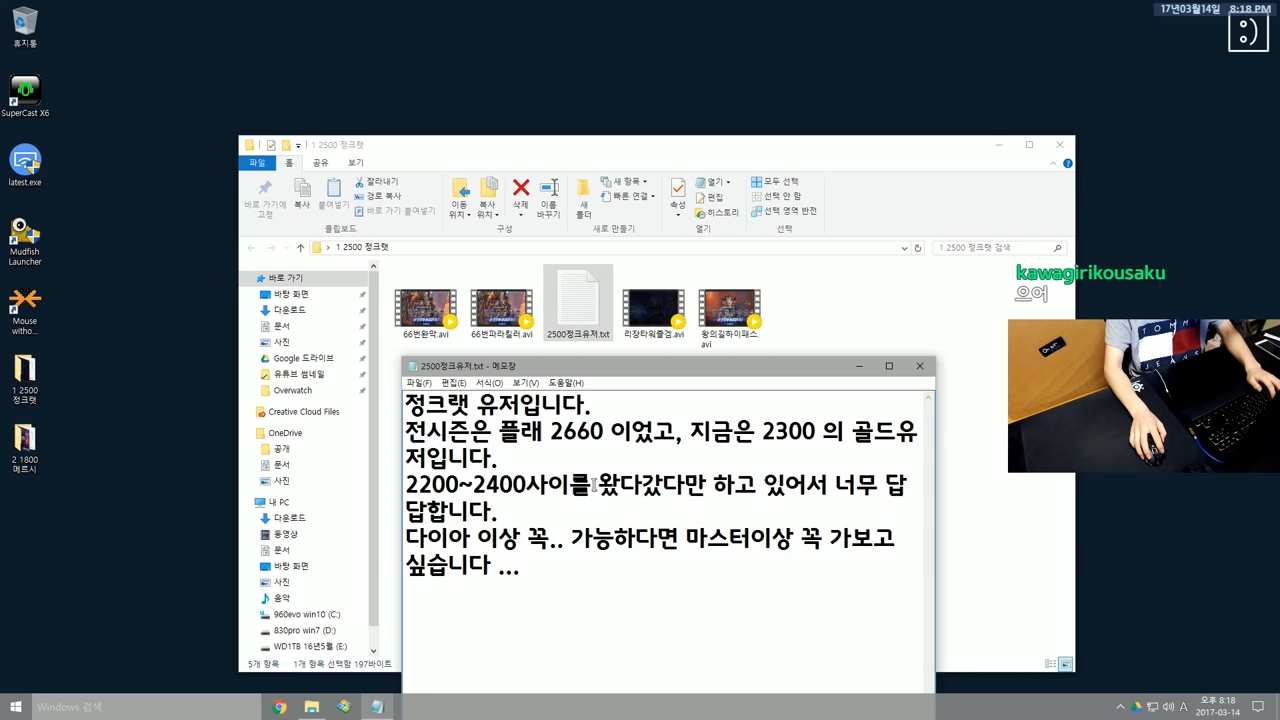 17년03월14일 8:18 PM
:)
휴지통
SuperCast X6
latest.exe
Mudfish
Launcher
Mouse
witho...
1 2500
정크랫
2 1800
메르시
1 2500 정크랫
파일
홈
공유
보기
바로 가기에
고정
복사
붙여넣기
잘라내기
경로 복사
바로 가기 붙여넣기
클립보드
이동
위치
복사
위치
삭제
이름
바꾸기
구성
새
폴더
새 항목
빠른 연결
새로 만들기
속성
열기
편집
히스토리
열기
모두 선택
선택 안 함
선택 영역 반전
선택
1 2500 정크랫
1 2500 정크랫 검색
바로 가기
바탕 화면
다운로드
문서
사진
Google 드라이브
유튜브 썸네일
Overwatch
Creative Cloud Files
OneDrive
공개
문서
사진
내 PC
다운로드
동영상
문서
바탕 화면
사진
음악
960evo win10 (C:)
830pro win7 (D:)
WD1TB 16년5월 (E:)
66번완막.avi
66번파라킬러.avi
2500정크유저.txt
리장타워즐겜.avi
왕의길하이패스.
avi
5개 항목
1개 항목 선택함 197바이트
2500정크유저.txt - 메모장
파일(F)
편집(E)
서식(O)
보기(V)
도움말(H)
정크랫 유저입니다.
전시즌은 플래 2660 이었고, 지금은 2300 의 골드유
저입니다.
2200~2400사이를 왔다갔다만 하고 있어서 너무 답
답합니다.
다이아 이상 꼭.. 가능하다면 마스터이상 꼭 가보고
싶습니다 ...
kawagirikousaku
으어
TOMM
JEANS
Windows 검색
A
오후 8:18
2017-03-14